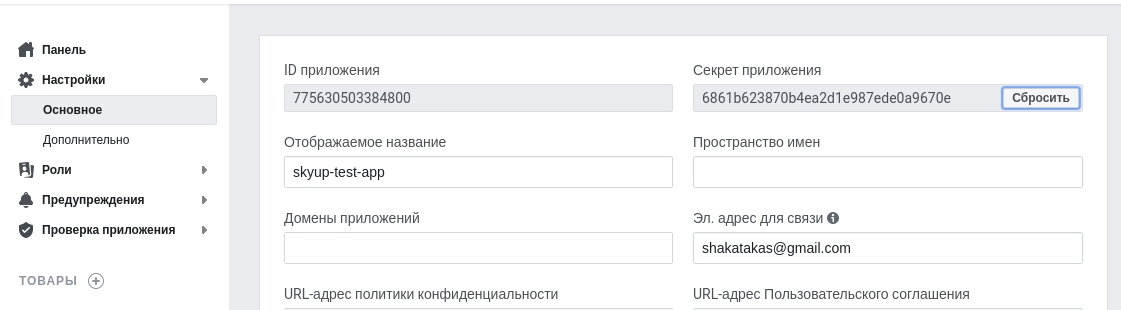 Панель
Настройки
Основное
Дополнительно
Роли
Предупреждения
Проверка приложения
ТОВАРЫ
ID приложения
775630503384800
Секрет приложения
6861b623870b4ea2d1e987ede0a9670e
Сбросить
Отображаемое название
skyup-test-app
Пространство имен
Домены приложений
Эл. адрес для связи
shakatakas@gmail.com
URL-адрес политики конфиденциальности
URL-адрес Пользовательского соглашения